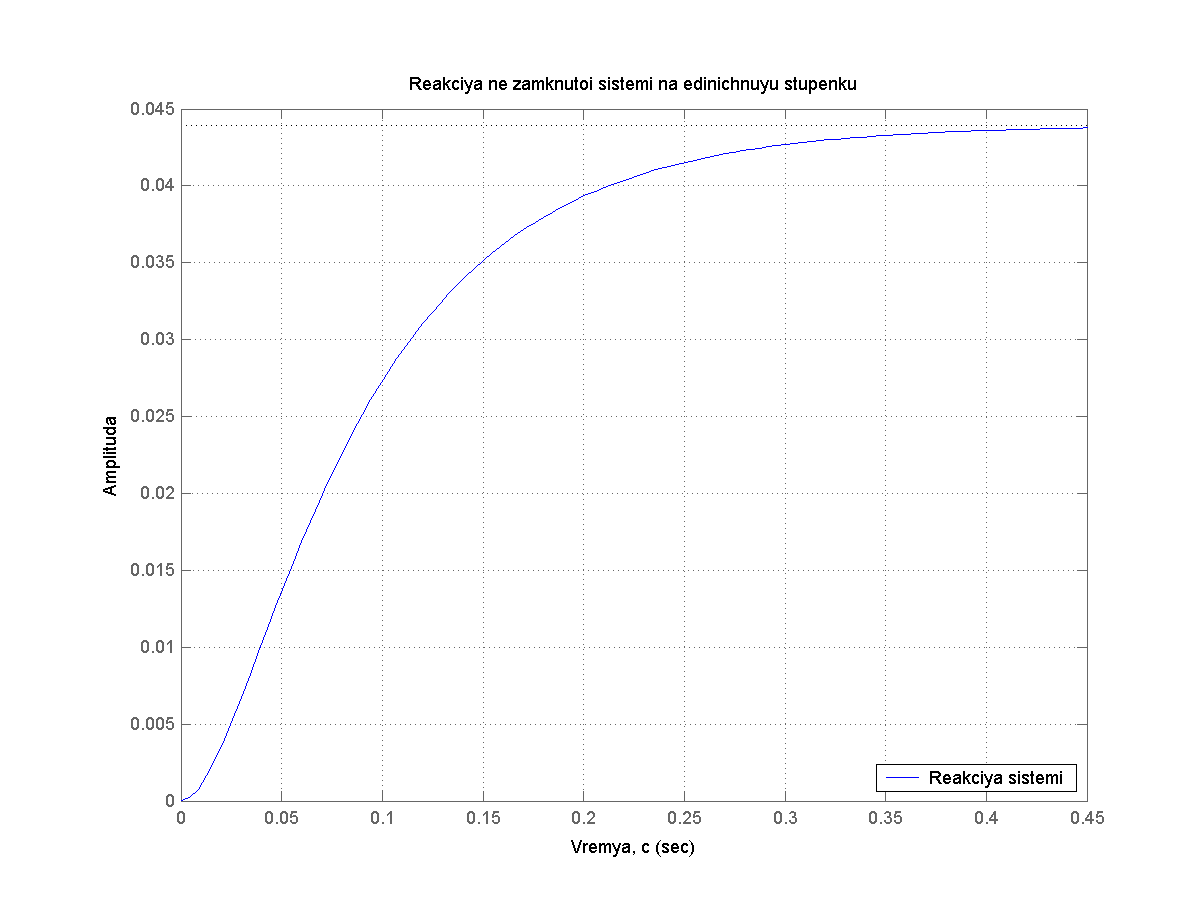 Reakciya ne zamknutoi sistemi na edinichnuyu stupenku
0.045
0.04
0.035
0.03
0.025
0.02
0.015
0.01
0.005
0
Amplituda
0 0.05 0.1 0.15 0.2 0.25 0.3 0.35 0.4 0.45
Vremya, c (sec)
Reakciya sistemi